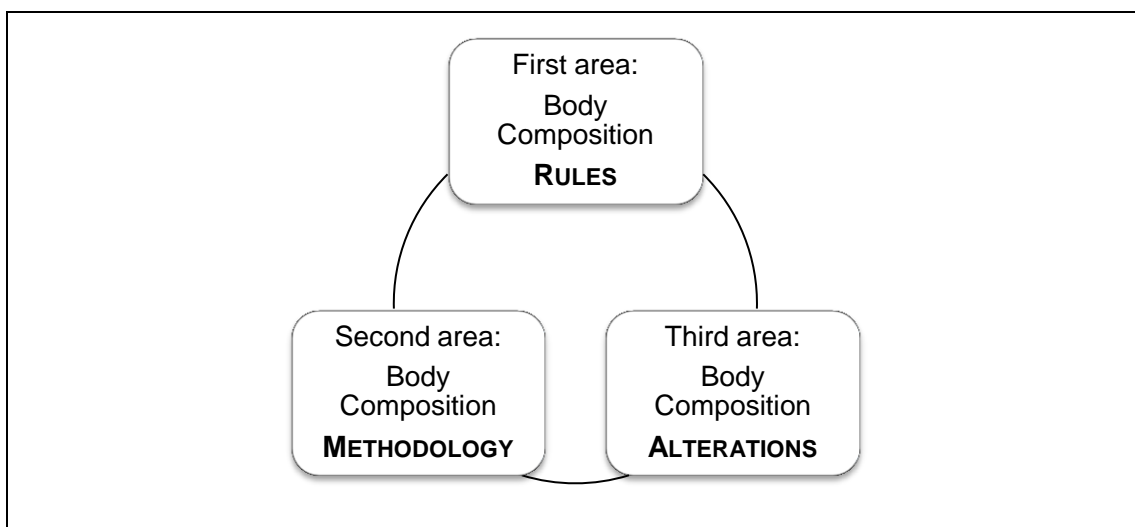 First area:
Body
Composition
RULES
Second area:
Body
Composition
METHODOLOGY
Third area:
Body
Composition
ALTERATIONS